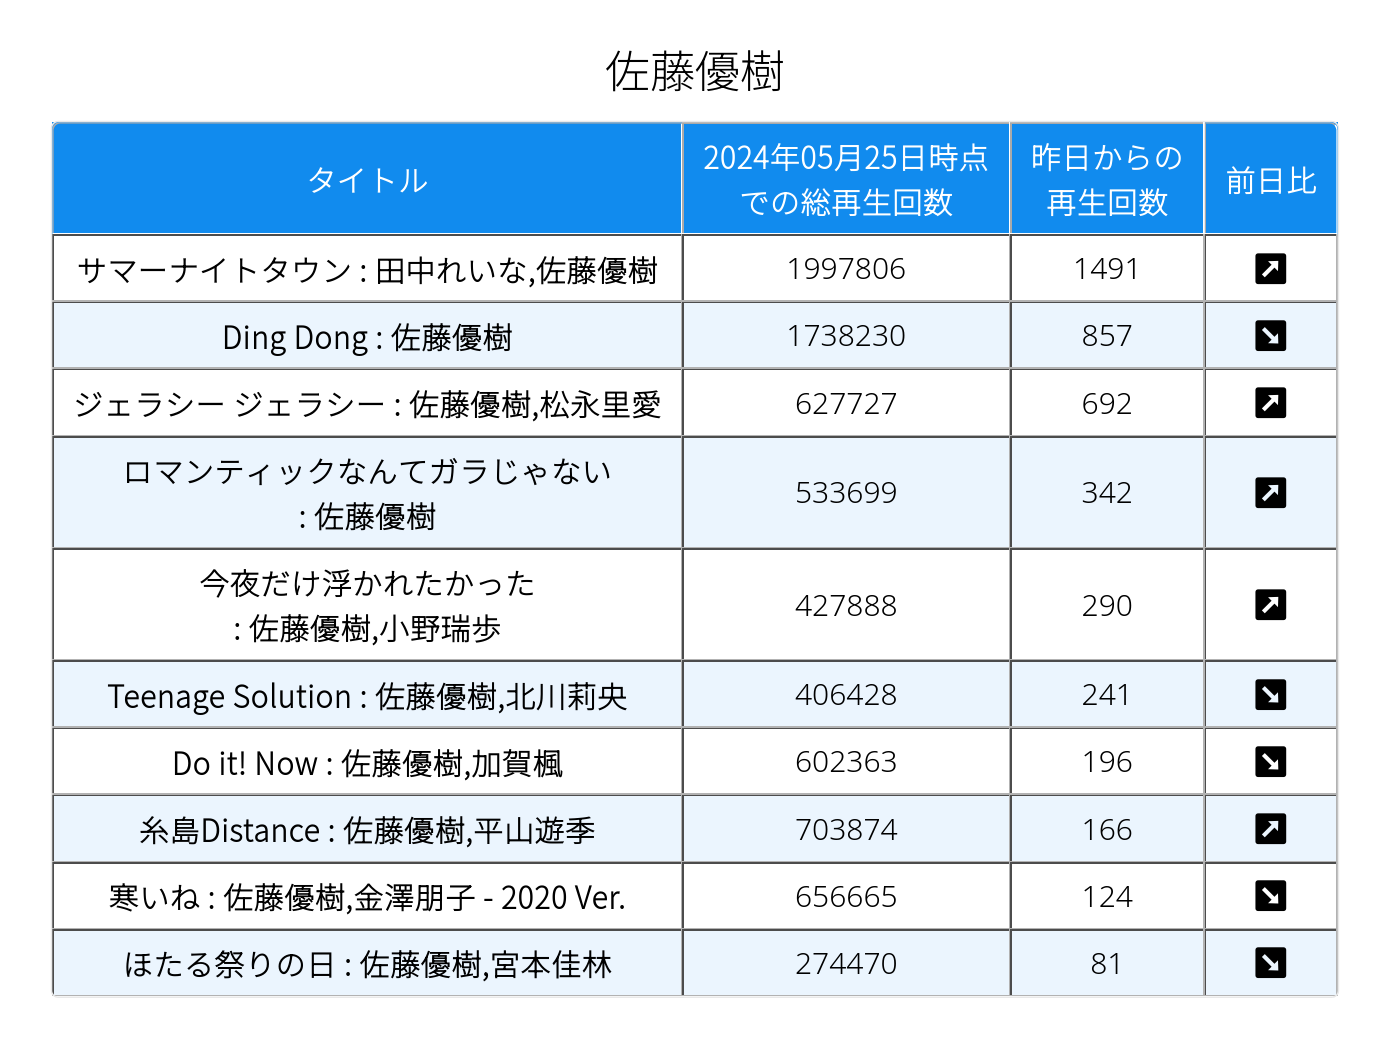 佐藤優樹
タイトル
2024年05月25日時点
での総再生回数
昨日からの
再生回数
前日比
サマーナイトタウン : 田中れいな,佐藤優樹
1997806
1491
Ding Dong : 佐藤優樹
1738230
857
ジェラシー ジェラシー : 佐藤優樹,松永里愛
627727
692
ロマンティックなんてガラじゃない
: 佐藤優樹
533699
342
今夜だけ浮かれたかった
: 佐藤優樹,小野瑞歩
427888
290
Teenage Solution : 佐藤優樹,北川莉央
406428
241
Do it! Now : 佐藤優樹,加賀楓
602363
196
糸島Distance : 佐藤優樹,平山遊季
703874
166
寒いね : 佐藤優樹,金澤朋子 - 2020 Ver.
656665
124
ほたる祭りの日 : 佐藤優樹,宮本佳林
274470
81